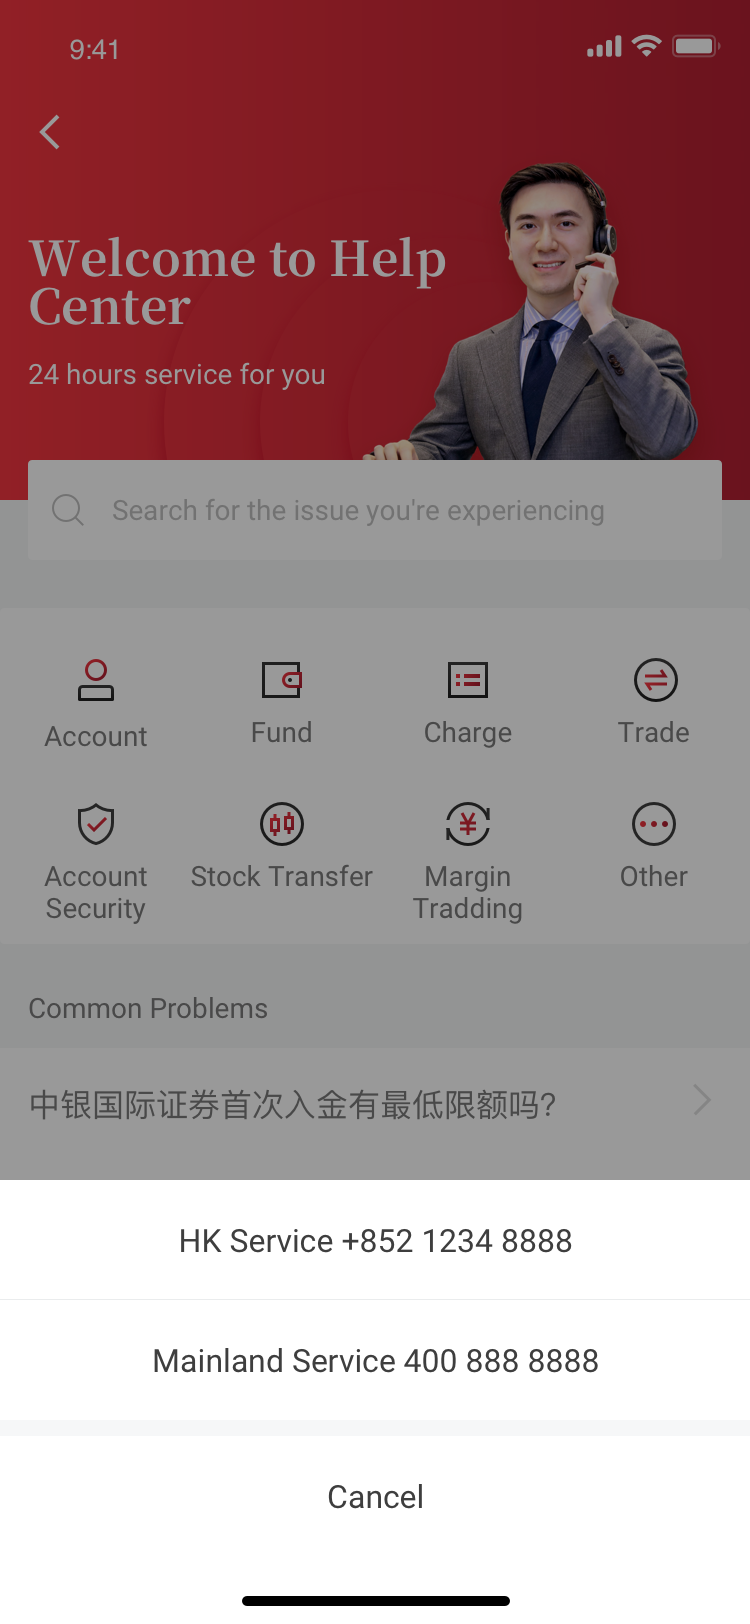 9:41
Welcome to Help
Center
24 hours service for you
Search for the issue you're experiencing
Account
Fund
Charge
Trade
Account
Security
Stock Transfer
Margin
Tradding
Other
Common Problems
中银国际证券首次入金有最低限额吗?
HK Service +852 1234 8888
Mainland Service 400 888 8888
Cancel